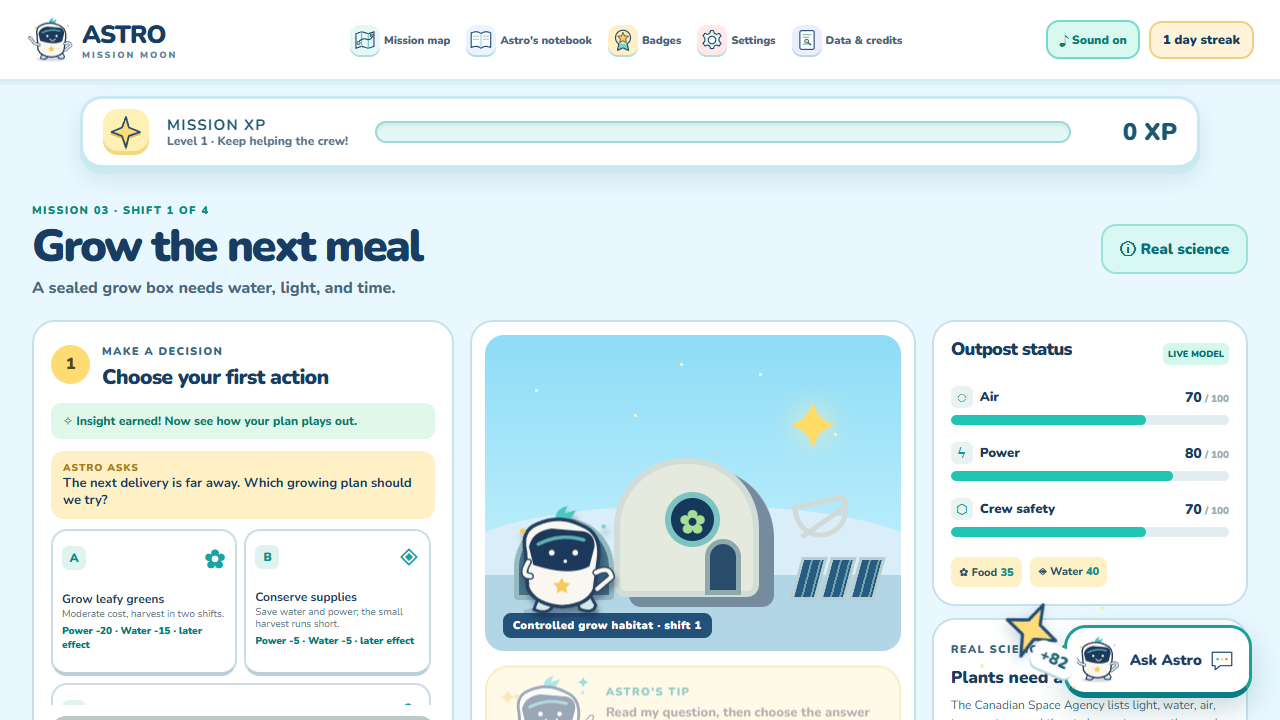 ASTRO
MISSION MOON
Mission map
Astro's notebook
Badges
Settings
Data & credits
Sound on
1 day streak
MISSION XP
Level 1 · Keep helping the crew!
0 XP
MISSION 03 · SHIFT 1 OF 4
Grow the next meal
A sealed grow box needs water, light, and time.
Real science
1
MAKE A DECISION
Choose your first action
Insight earned! Now see how your plan plays out.
ASTRO ASKS
The next delivery is far away. Which growing plan should
we try?
A
Grow leafy greens
Moderate cost, harvest in two shifts.
Power -20 · Water -15 · later
effect
B
Conserve supplies
Save water and power; the small
harvest runs short.
Power -5 · Water -5 · later effect
Controlled grow habitat · shift 1
ASTRO'S TIP
Read my question, then choose the answer
Outpost status
LIVE MODEL
Air
70 / 100
Power
80 / 100
Crew safety
70 / 100
Food 35
Water 40
REAL
Plants need
The Canadian Space Agency lists light, water, air,
+82
Ask Astro